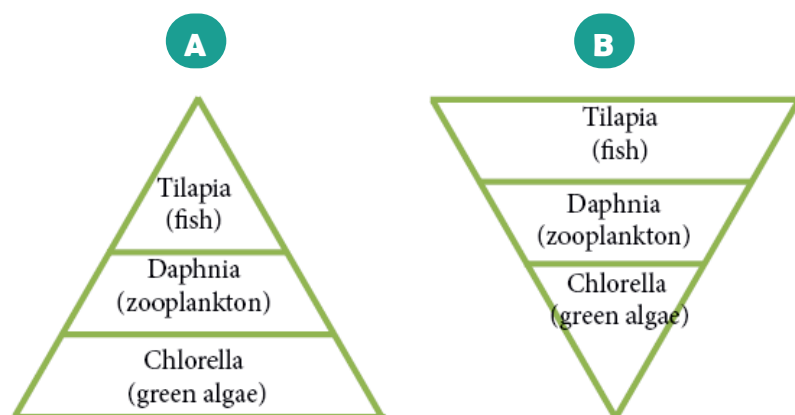 A
B
Tilapia
(fish)
Daphnia
(zooplankton)
Chlorella
(green algae)
Tilapia
(fish)
Daphnia
(zooplankton)
Chlorella
(green algae)